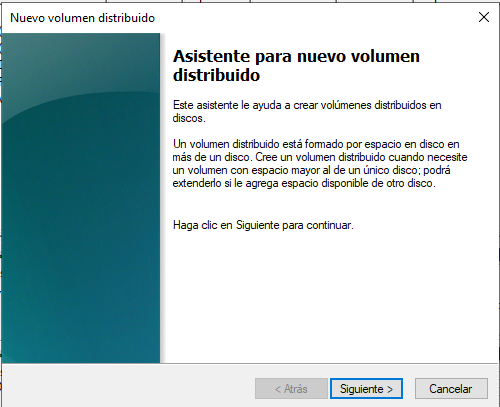 Nuevo volumen distribuido
Asistente para nuevo volumen
distribuido
Este asistente le ayuda a crear volúmenes distribuidos en
discos.
Un volumen distribuido está formado por espacio en disco en
más de un disco. Cree un volumen distribuido cuando necesite
un volumen con espacio mayor al de un único disco; podrá
extenderlo si le agrega espacio disponible de otro disco.
Haga clic en Siguiente para continuar.
< Atrás
Siguiente >
Cancelar